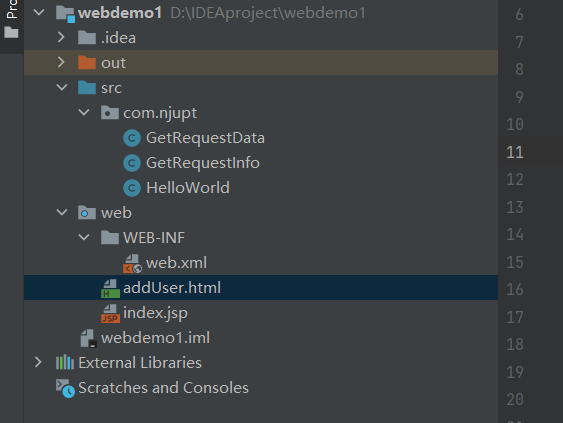 Pro
webdemo1 D:\IDEAproject\webdemo1
.idea
out
src
com.njupt
GetRequestData
GetRequestInfo
HelloWorld
web
WEB-INF
web.xml
addUser.html
index.jsp
webdemo1.iml
External Libraries
Scratches and Consoles
6
7
8
9
10
11
12
13
14
15
16
17
18
19
20